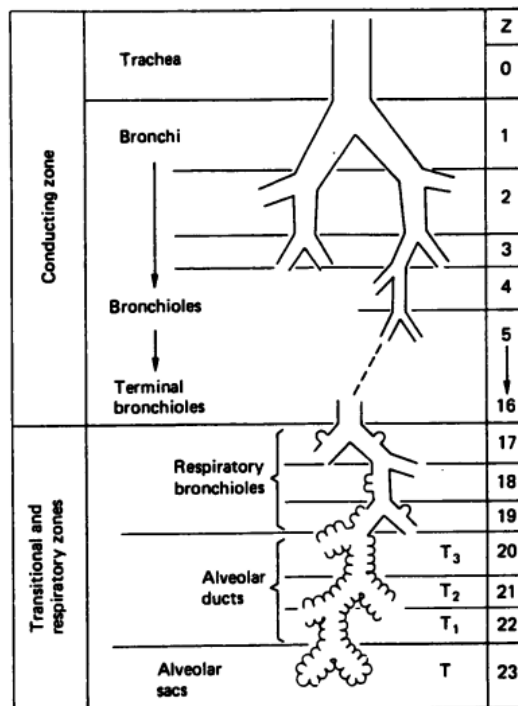 Conducting zone
Transitional and
respiratory zones
Trachea
Bronchi
Bronchioles
Terminal
bronchioles
Respiratory
bronchioles
Alveolar
ducts
Alveolar
sacs
T3
T2
T1
T
Z
0
1
2
3
4
5
16
17
18
19
20
21
22
23